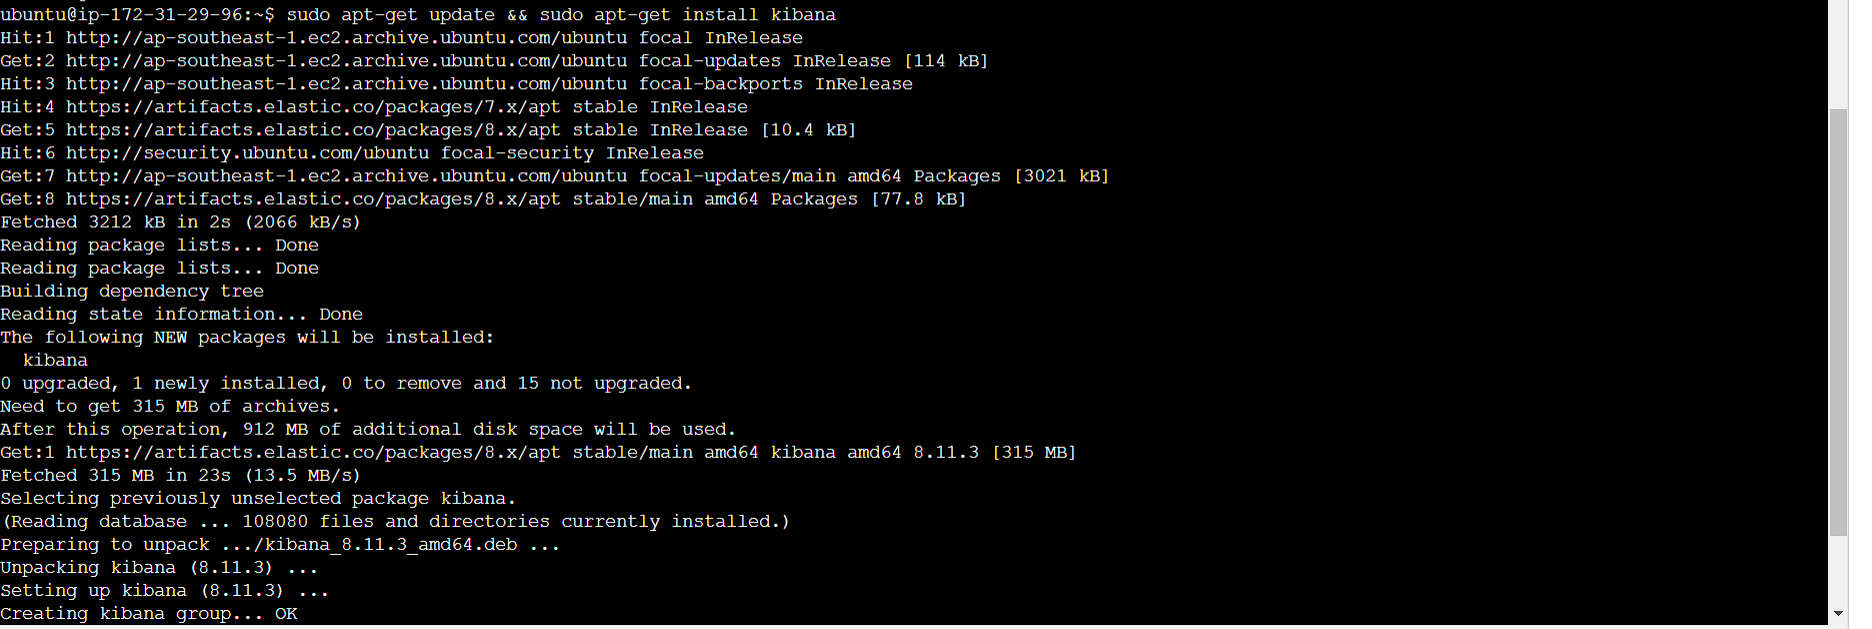 ubuntu@ip-172-31-29-96:~$ sudo apt-get update && sudo apt-get install kibana
Hit:1 http://ap-southeast-1.ec2.archive.ubuntu.com/ubuntu focal InRelease
Get:2 http://ap-southeast-1.ec2.archive.ubuntu.com/ubuntu focal-updates InRelease [114 kB]
Hit:3 http://ap-southeast-1.ec2.archive.ubuntu.com/ubuntu focal-backports InRelease
Hit:4 https://artifacts.elastic.co/packages/7.x/apt stable InRelease
Get:5 https://artifacts.elastic.co/packages/8.x/apt stable InRelease [10.4 kB]
Hit:6 http://security.ubuntu.com/ubuntu focal-security InRelease
Get:7 http://ap-southeast-1.ec2.archive.ubuntu.com/ubuntu focal-updates/main amd64 Packages [3021 kB]
Get:8 https://artifacts.elastic.co/packages/8.x/apt stable/main amd64 Packages [77.8 kB]
Fetched 3212 kB in 2s (2066 kB/s)
Reading package lists... Done
Reading package lists... Done
Building dependency tree
Reading state information... Done
The following NEW packages will be installed:
  kibana
0 upgraded, 1 newly installed, 0 to remove and 15 not upgraded.
Need to get 315 MB of archives.
After this operation, 912 MB of additional disk space will be used.
Get:1 https://artifacts.elastic.co/packages/8.x/apt stable/main amd64 kibana amd64 8.11.3 [315 MB]
Fetched 315 MB in 23s (13.5 MB/s)
Selecting previously unselected package kibana.
(Reading database ... 108080 files and directories currently installed.)
Preparing to unpack .../kibana_8.11.3_amd64.deb ...
Unpacking kibana (8.11.3) ...
Setting up kibana (8.11.3) ...
Creating kibana group... OK